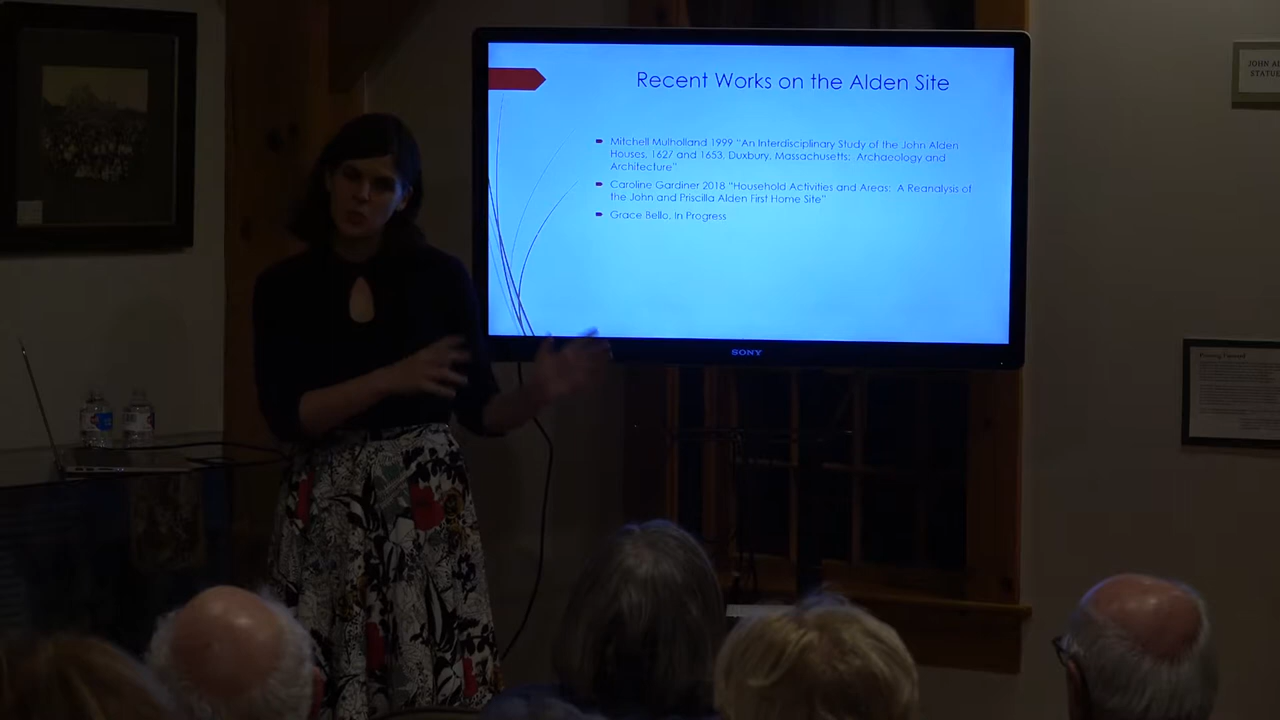 Recent Works on the Alden Site
Mitchell Mulholland 1999 "An Interdisciplinary Study of the John Alden
Houses, 1627 and 1653, Duxbury, Massachusetts: Archaeology and
Architecture"
Caroline Gardiner 2018 "Household Activities and Areas: A Reanalysis of
the John and Priscilla Alden First Home Site"
Grace Bello, In Progress
SONY
JOHN
STATUE